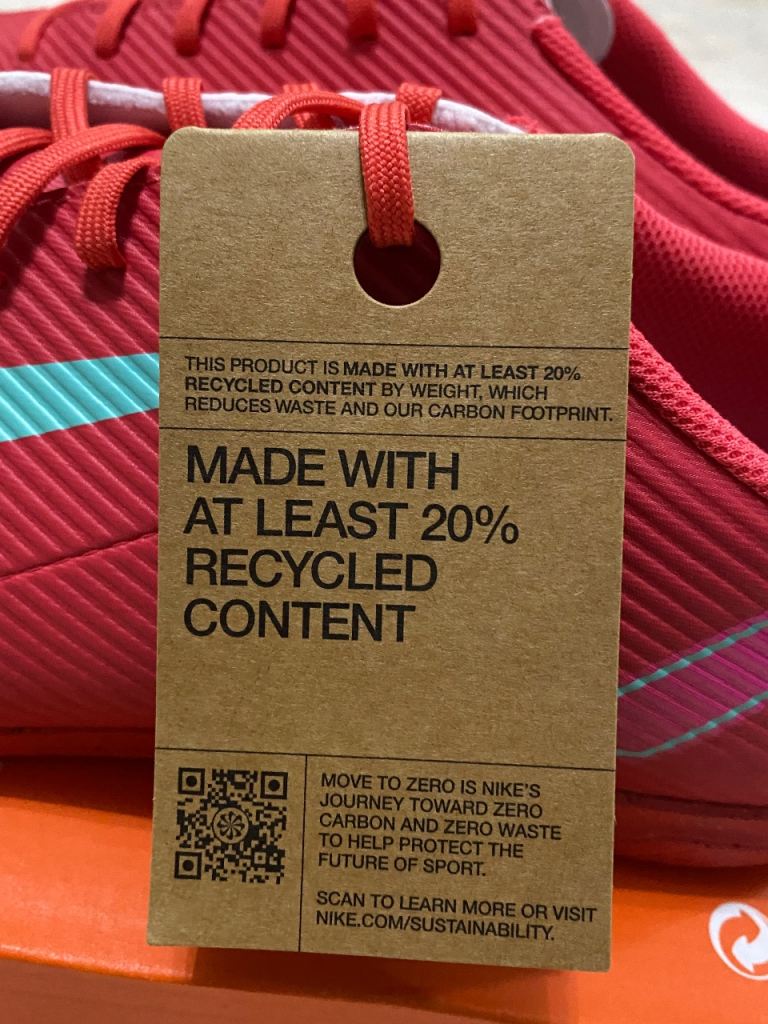 THIS PRODUCT IS MADE WITH AT LEAST 20%
RECYCLED CONTENT BY WEIGHT, WHICH
REDUCES WASTE AND OUR CARBON FOOTPRINT.
MADE WITH
AT LEAST 20%
RECYCLED
CONTENT
MOVE TO ZERO IS NIKE'S
JOURNEY TOWARD ZERO
CARBON AND ZERO WASTE
TO HELP PROTECT THE
FUTURE OF SPORT.
SCAN TO LEARN MORE OR VISIT
NIKE.COM/SUSTAINABILITY.